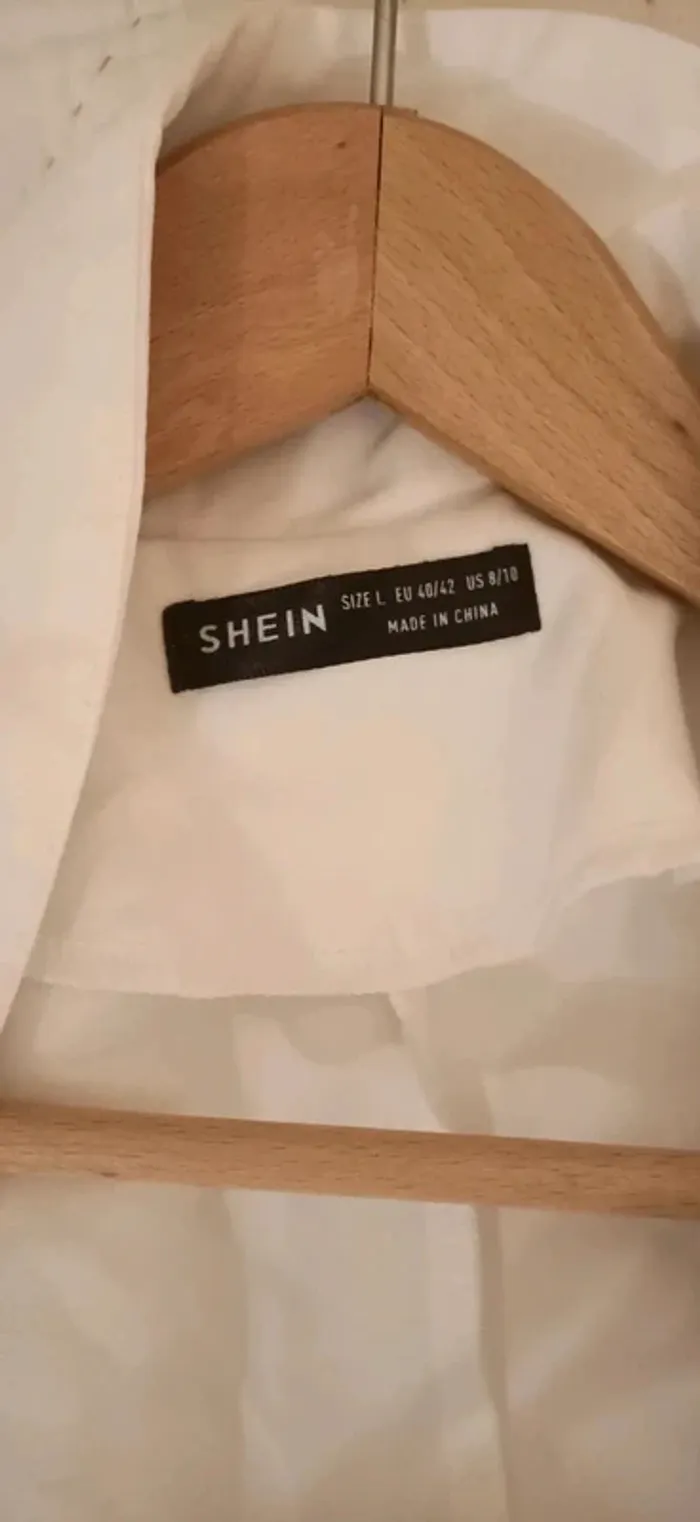 SHEIN
SIZE L EU 40/42 US 8/10
MADE IN CHINA